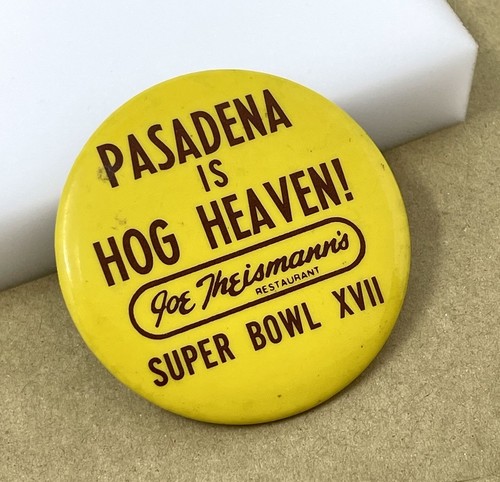 PASADENA
IS
HOG HEAVEN!
Joe Theismann's
RESTAURANT
SUPER BOWL XVII